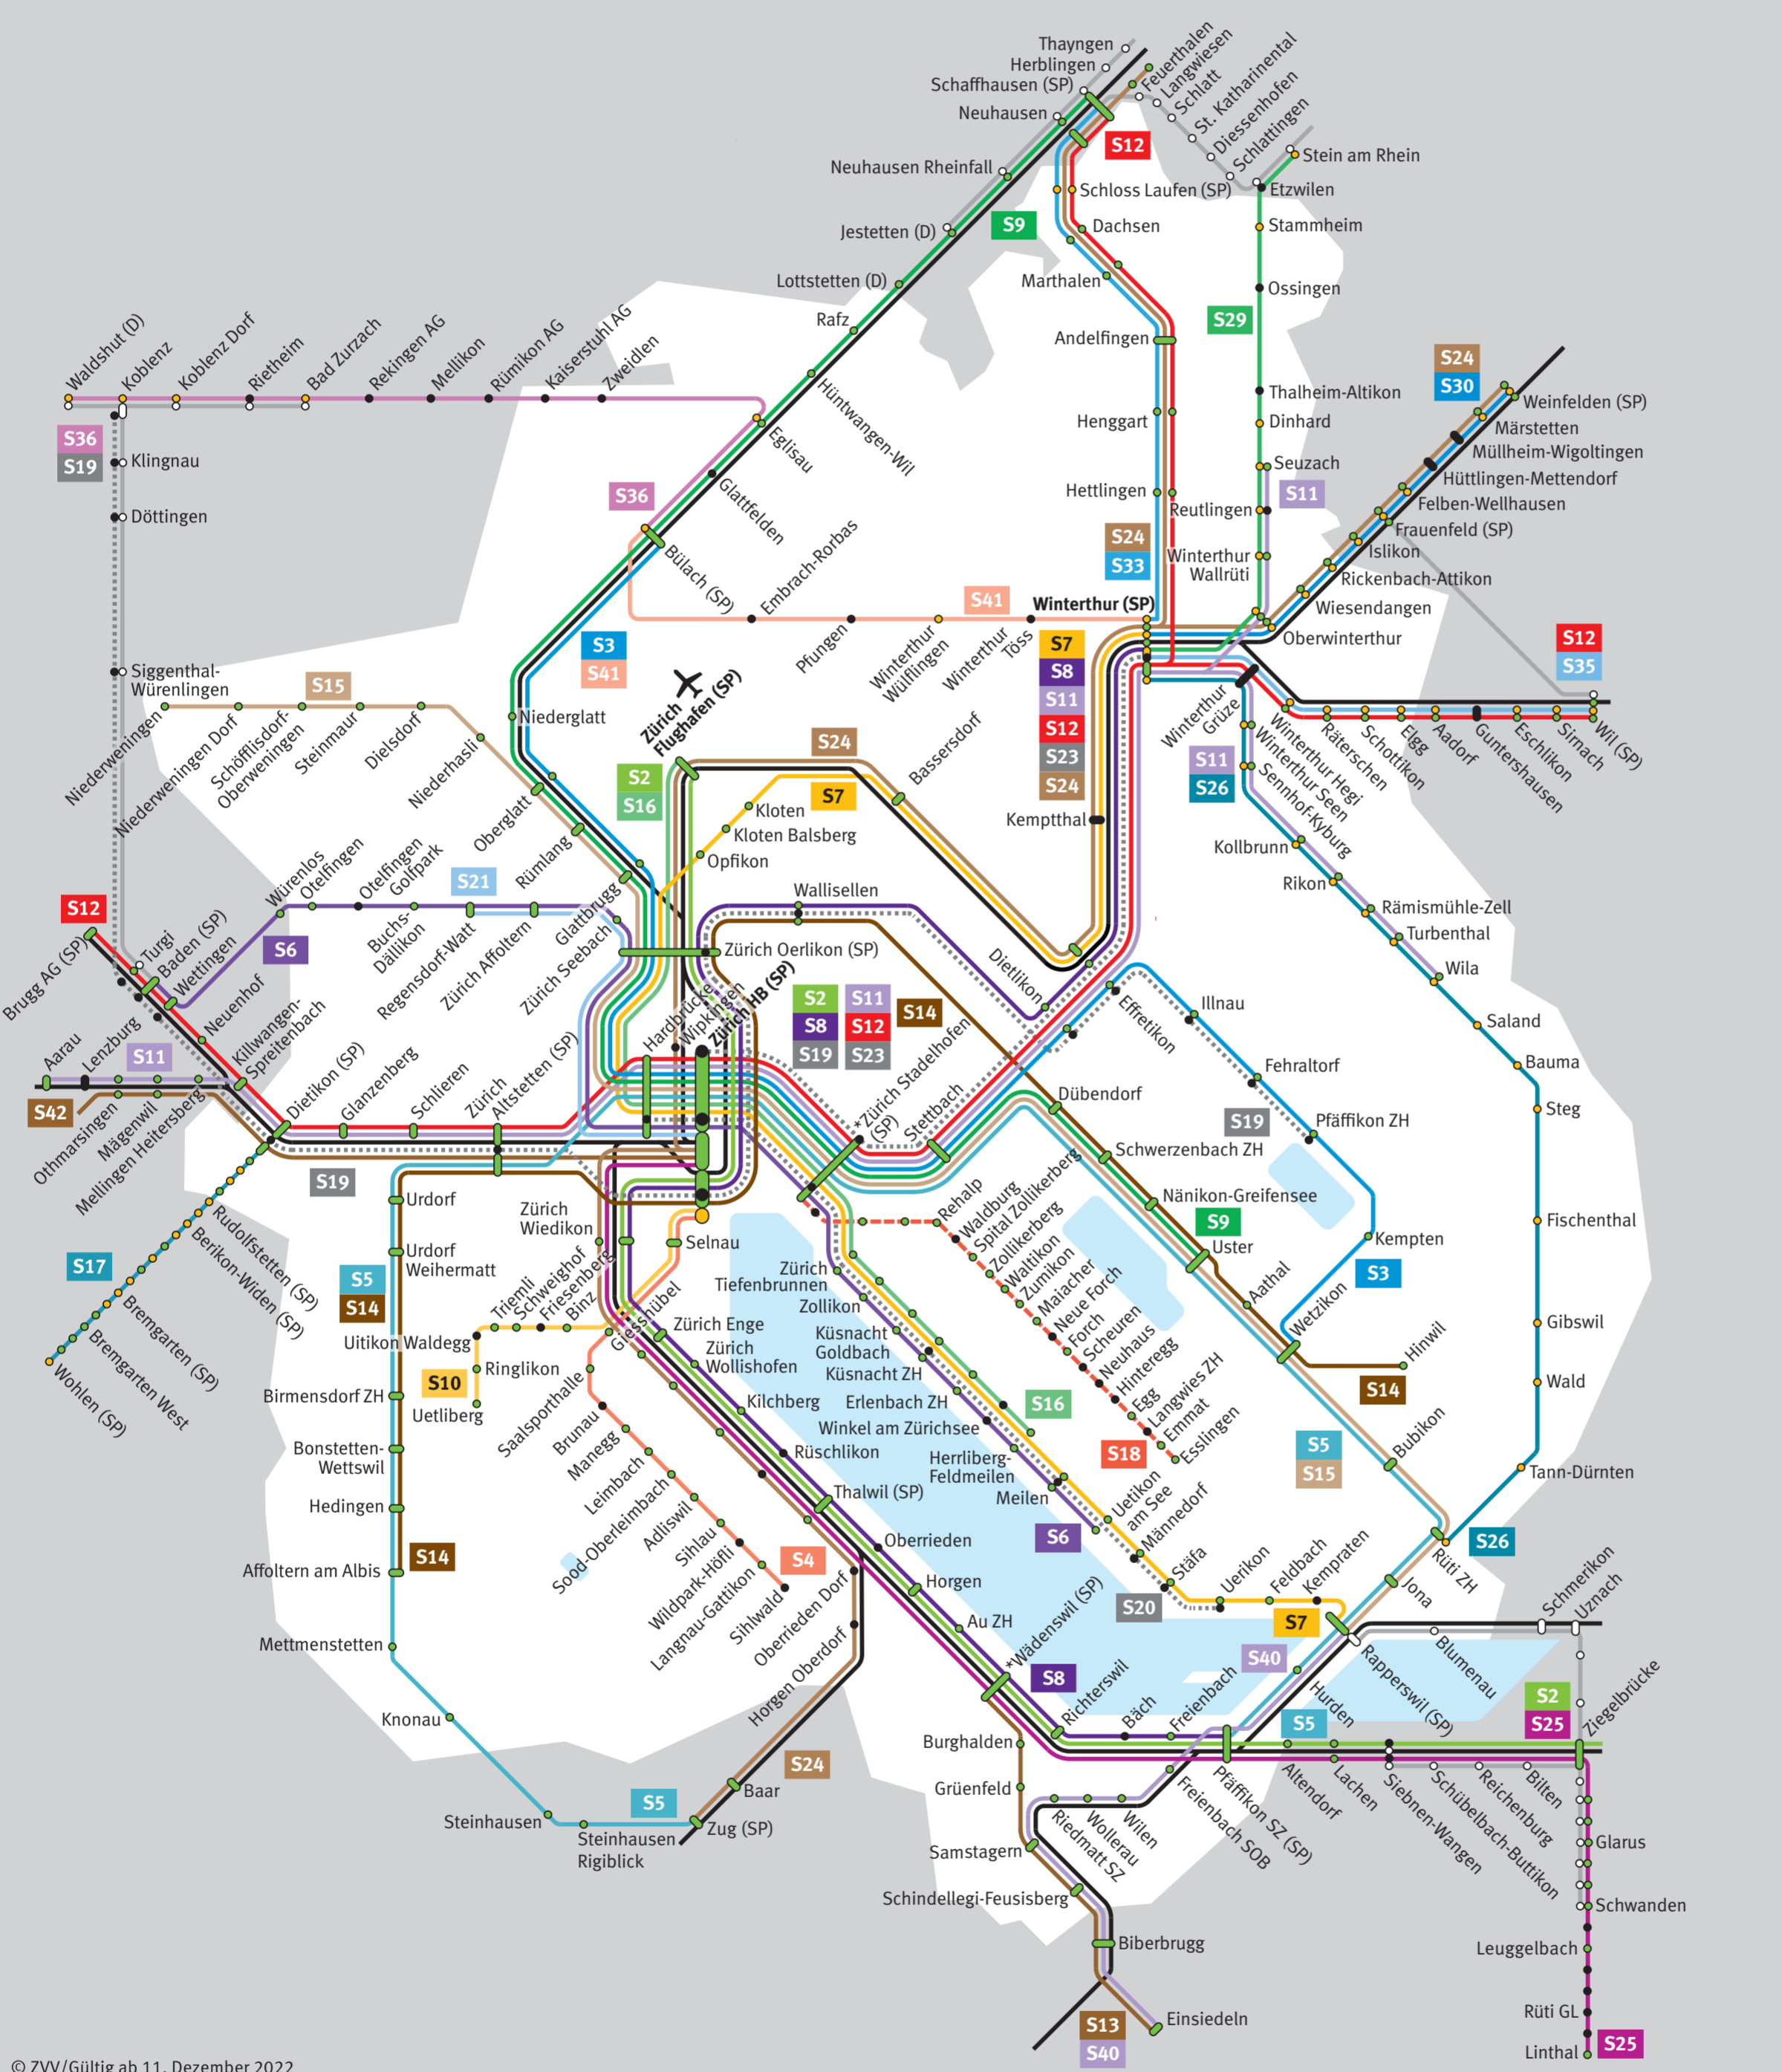 Thayngen
Herblingen
Schaffhausen (SP)
Neuhausen
Neuhausen Rheinfall
Jestetten (D)
Lottstetten (D)
Rafz
Hüntwangen-Wil
Eglisau
Glattfelden
Bülach (SP)
Feuerthalen
Langwiesen
Schlatt
St. Katharinental
Diessenhofen
Schlattingen
Stein am Rhein
Etzwilen
Stammheim
Ossingen
Thalheim-Altikon
Dinhard
Seuzach
Reutlingen
Winterthur
Wallrüti
S12
S9
S29
S11
Schloss Laufen (SP)
Dachsen
Marthalen
Andelfingen
Henggart
Hettlingen
S24
S33
Winterthur (SP)
S24
S30
Weinfelden (SP)
Märstetten
Müllheim-Wigoltingen
Hüttlingen-Mettendorf
Felben-Wellhausen
Frauenfeld (SP)
Islikon
Rickenbach-Attikon
Wiesendangen
Oberwinterthur
Waldshut (D)
Koblenz
Koblenz Dorf
Rietheim
Bad Zurzach
Rekingen AG
Mellikon
Rümikon AG
Kaiserstuhl AG
Zweidlen
S36
S19
Klingnau
Döttingen
Siggenthal-
Würenlingen
S36
Embrach-Rorbas
Pfungen
Winterthur
Wülflingen
Winterthur
Töss
S41
S3
S41
S7
S8
S11
S12
S23
S24
S12
S35
Winterthur
Grüze
Winterthur Hegi
Räterschen
Schottikon
Elgg
Aadorf
Guntershausen
Eschlikon
Sirnach
Wil (SP)
S11
S26
Winterthur Seen
Sennhof-Kyburg
Kollbrunn
Rikon
Rämismühle-Zell
Turbenthal
Wila
Saland
Bauma
Steg
Fischenthal
Gibswil
Wald
Tann-Dürnten
S26
S15
Niederweningen
Niederweningen Dorf
Schöfflisdorf-
Oberweningen
Steinmaur
Dielsdorf
Niederhasli
Niederglatt
Oberglatt
Rümlang
Glattbrugg
Zürich
Flughafen (SP)
S2
S16
S24
S7
Bassersdorf
Kloten
Kloten Balsberg
Opfikon
Kemptthal
Wallisellen
Zürich Oerlikon (SP)
Dietlikon
Effretikon
Illnau
Fehraltorf
Pfäffikon ZH
S19
Kempten
S3
Wetzikon
Würenlos
Otelfingen
Otelfingen
Golfpark
Buchs-
Dällikon
Regensdorf-Watt
Zürich Affoltern
Zürich Seebach
S21
S6
S12
Brugg AG (SP)
Turgi
Baden (SP)
Wettingen
Neuenhof
Killwangen-
Spreitenbach
Aarau
Lenzburg
S11
S42
Othmarsingen
Mägenwil
Mellingen Heitersberg
Dietikon (SP)
Glanzenberg
Schlieren
Zürich
Altstetten (SP)
S19
Hardbrücke
Wipkingen
Zürich HB (SP)
S2
S8
S19
S11
S12
S23
S14
*Zürich Stadelhofen
(SP)
Stettbach
Dübendorf
Schwerzenbach ZH
Nänikon-Greifensee
S9
Uster
Aathal
Hinwil
S14
Bubikon
S5
S15
Rüti ZH
Jona
S17
Rudolfstetten (SP)
Berikon-Widen (SP)
Bremgarten (SP)
Bremgarten West
Wohlen (SP)
Urdorf
Urdorf
Weihermatt
S5
S14
Birmensdorf ZH
Bonstetten-
Wettswil
Hedingen
Affoltern am Albis
S14
Mettmenstetten
Knonau
Steinhausen
Steinhausen
Rigiblick
S5
Zug (SP)
Baar
S24
Zürich
Wiedikon
Selnau
Triemli
Schweighof
Friesenberg
Binz
Uitikon Waldegg
Ringlikon
Uetliberg
S10
Giesshübel
Saalsporthalle
Brunau
Manegg
Leimbach
Sood-Oberleimbach
Adliswil
Sihlau
Wildpark-Höfli
Langnau-Gattikon
Sihlwald
S4
Zürich Enge
Zürich
Wollishofen
Kilchberg
Rüschlikon
Thalwil (SP)
Oberrieden
Horgen
Au ZH
*Wädenswil (SP)
S8
Richterswil
Bäch
Freienbach
Oberrieden Dorf
Horgen Oberdorf
Rehalp
Waldburg
Spital Zollikerberg
Zollikerberg
Waltikon
Zumikon
Maiacher
Neue Forch
Forch
Scheuren
Neuhaus
Hinteregg
Egg
Langwies ZH
Emmat
Esslingen
S18
Zürich
Tiefenbrunnen
Zollikon
Küsnacht
Goldbach
Küsnacht ZH
Erlenbach ZH
Winkel am Zürichsee
Herrliberg-
Feldmeilen
Meilen
S16
S6
Uetikon
am See
Männedorf
Stäfa
S20
Uerikon
Feldbach
Kempraten
S7
S40
Rapperswil (SP)
Blumenau
Schmerikon
Uznach
Hurden
S5
S2
S25
Ziegelbrücke
Pfäffikon SZ (SP)
Altendorf
Lachen
Siebnen-Wangen
Schübelbach-Buttikon
Reichenburg
Bilten
Freienbach SOB
Wilen
Wollerau
Riedmatt SZ
Burghalden
Grüenfeld
Samstagern
Schindellegi-Feusisberg
Biberbrugg
Einsiedeln
S13
S40
Glarus
Schwanden
Leuggelbach
Rüti GL
Linthal
S25
© ZVV/Gültig ab 11. Dezember 2022